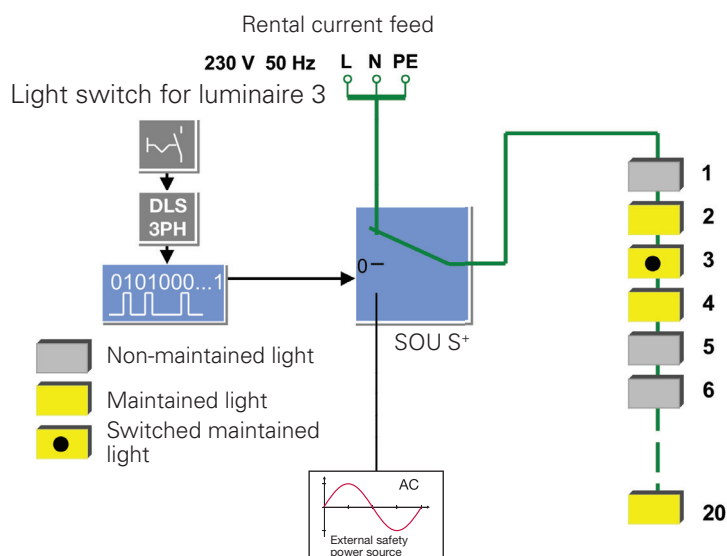 Rental current feed
230 V 50 Hz L N PE
Light switch for luminaire 3
DLS
3PH
0101000...1
0
SOU S⁺
Non-maintained light
Maintained light
Switched maintained
light
AC
External safety
power source
1
2
3
4
5
6
20